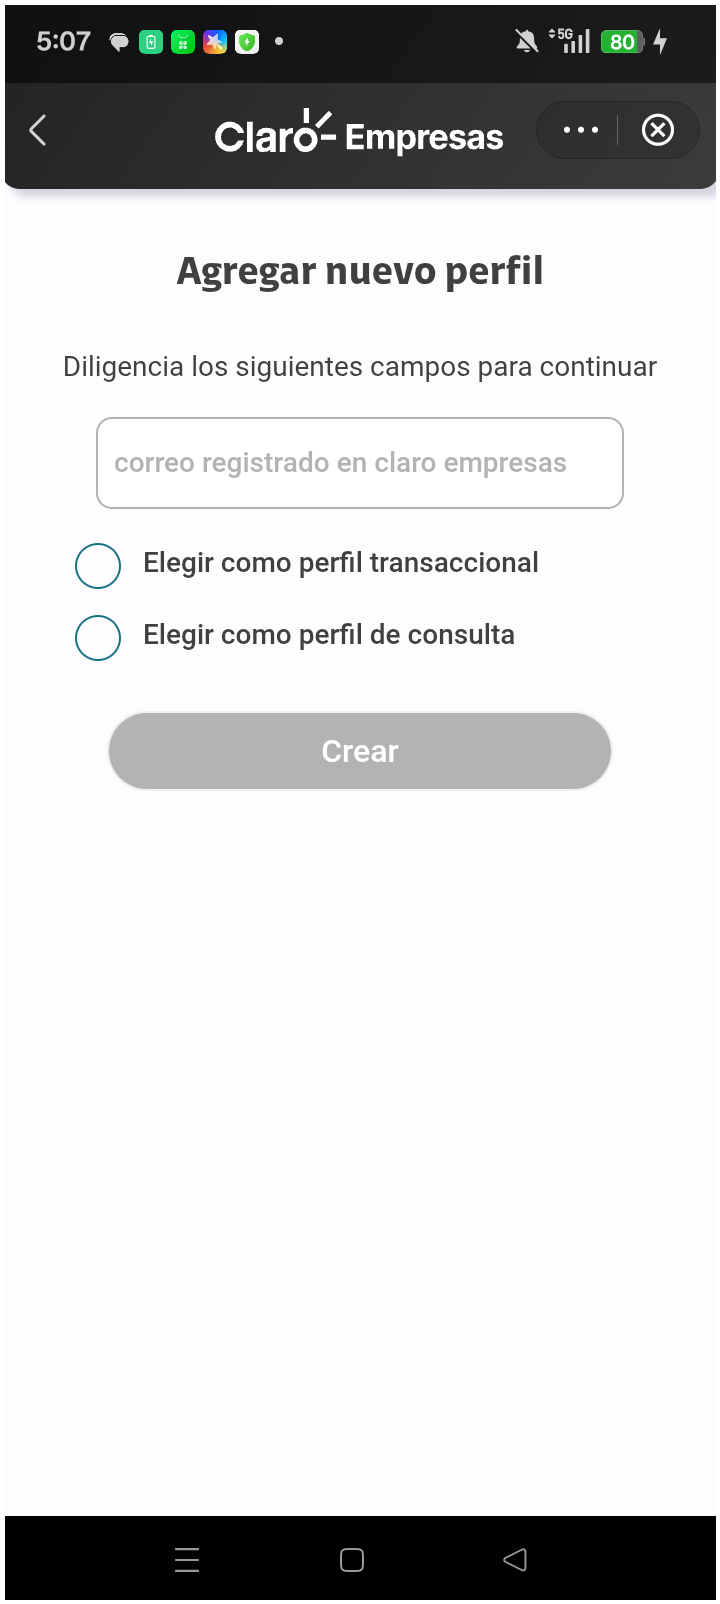 5:07
5G
80
Claro Empresas
Agregar nuevo perfil
Diligencia los siguientes campos para continuar
correo registrado en claro empresas
Elegir como perfil transaccional
Elegir como perfil de consulta
Crear